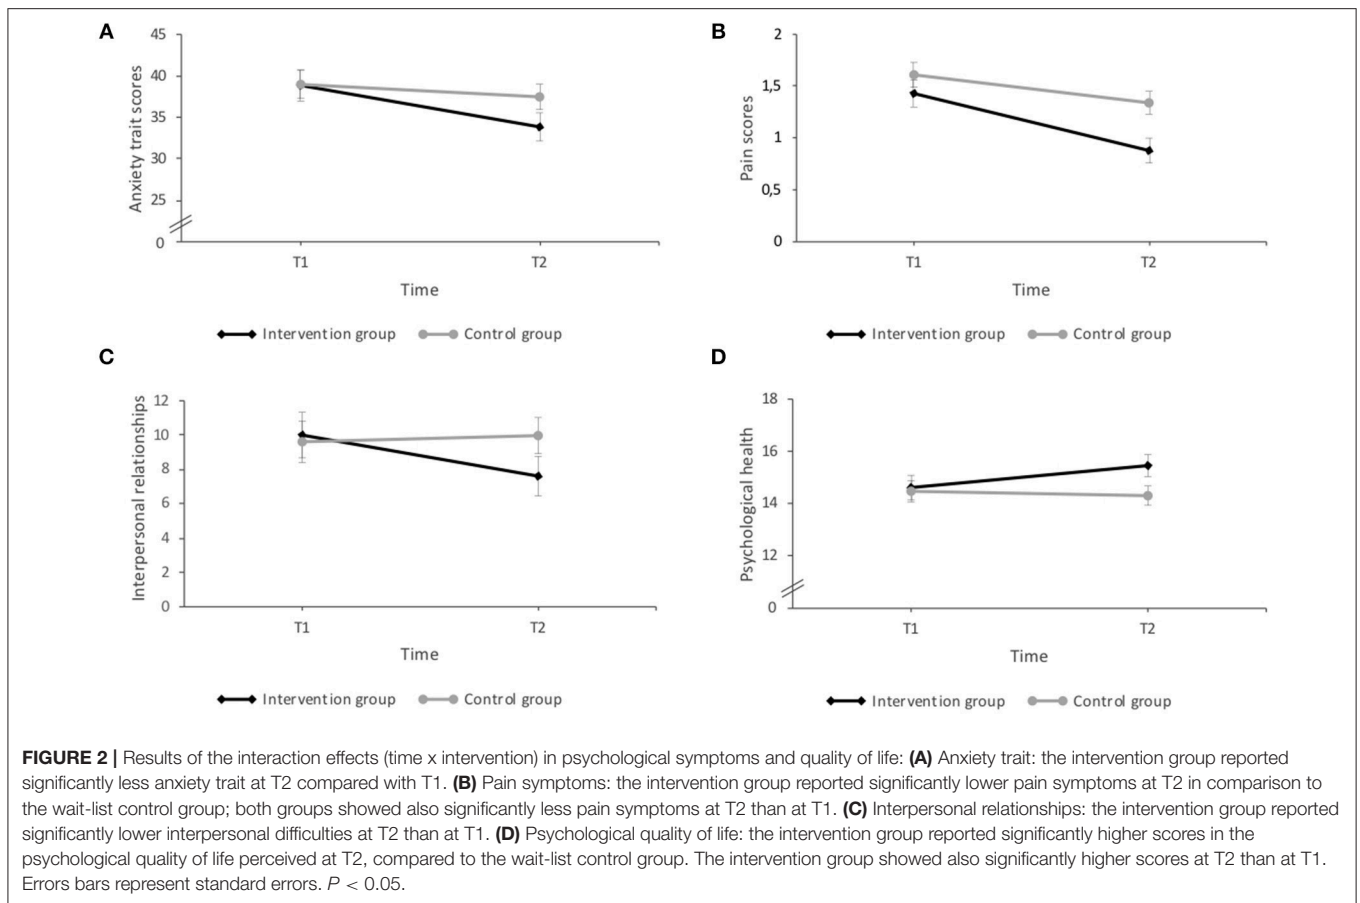 A
45
40
35
30
25
0
Anxiety trait scores
T1
T2
Time
Intervention group
Control group
B
2
1,5
1
0,5
0
Pain scores
T1
T2
Time
Intervention group
Control group
C
12
10
8
6
4
2
0
Interpersonal relationships
T1
T2
Time
Intervention group
Control group
D
18
16
14
12
0
Psychological health
T1
T2
Time
Intervention group
Control group
FIGURE 2 | Results of the interaction effects (time x intervention) in psychological symptoms and quality of life: (A) Anxiety trait: the intervention group reported
significantly less anxiety trait at T2 compared with T1. (B) Pain symptoms: the intervention group reported significantly lower pain symptoms at T2 in comparison to
the wait-list control group; both groups showed also significantly less pain symptoms at T2 than at T1. (C) Interpersonal relationships: the intervention group reported
significantly lower interpersonal difficulties at T2 than at T1. (D) Psychological quality of life: the intervention group reported significantly higher scores in the
psychological quality of life perceived at T2, compared to the wait-list control group. The intervention group showed also significantly higher scores at T2 than at T1.
Errors bars represent standard errors. P < 0.05.